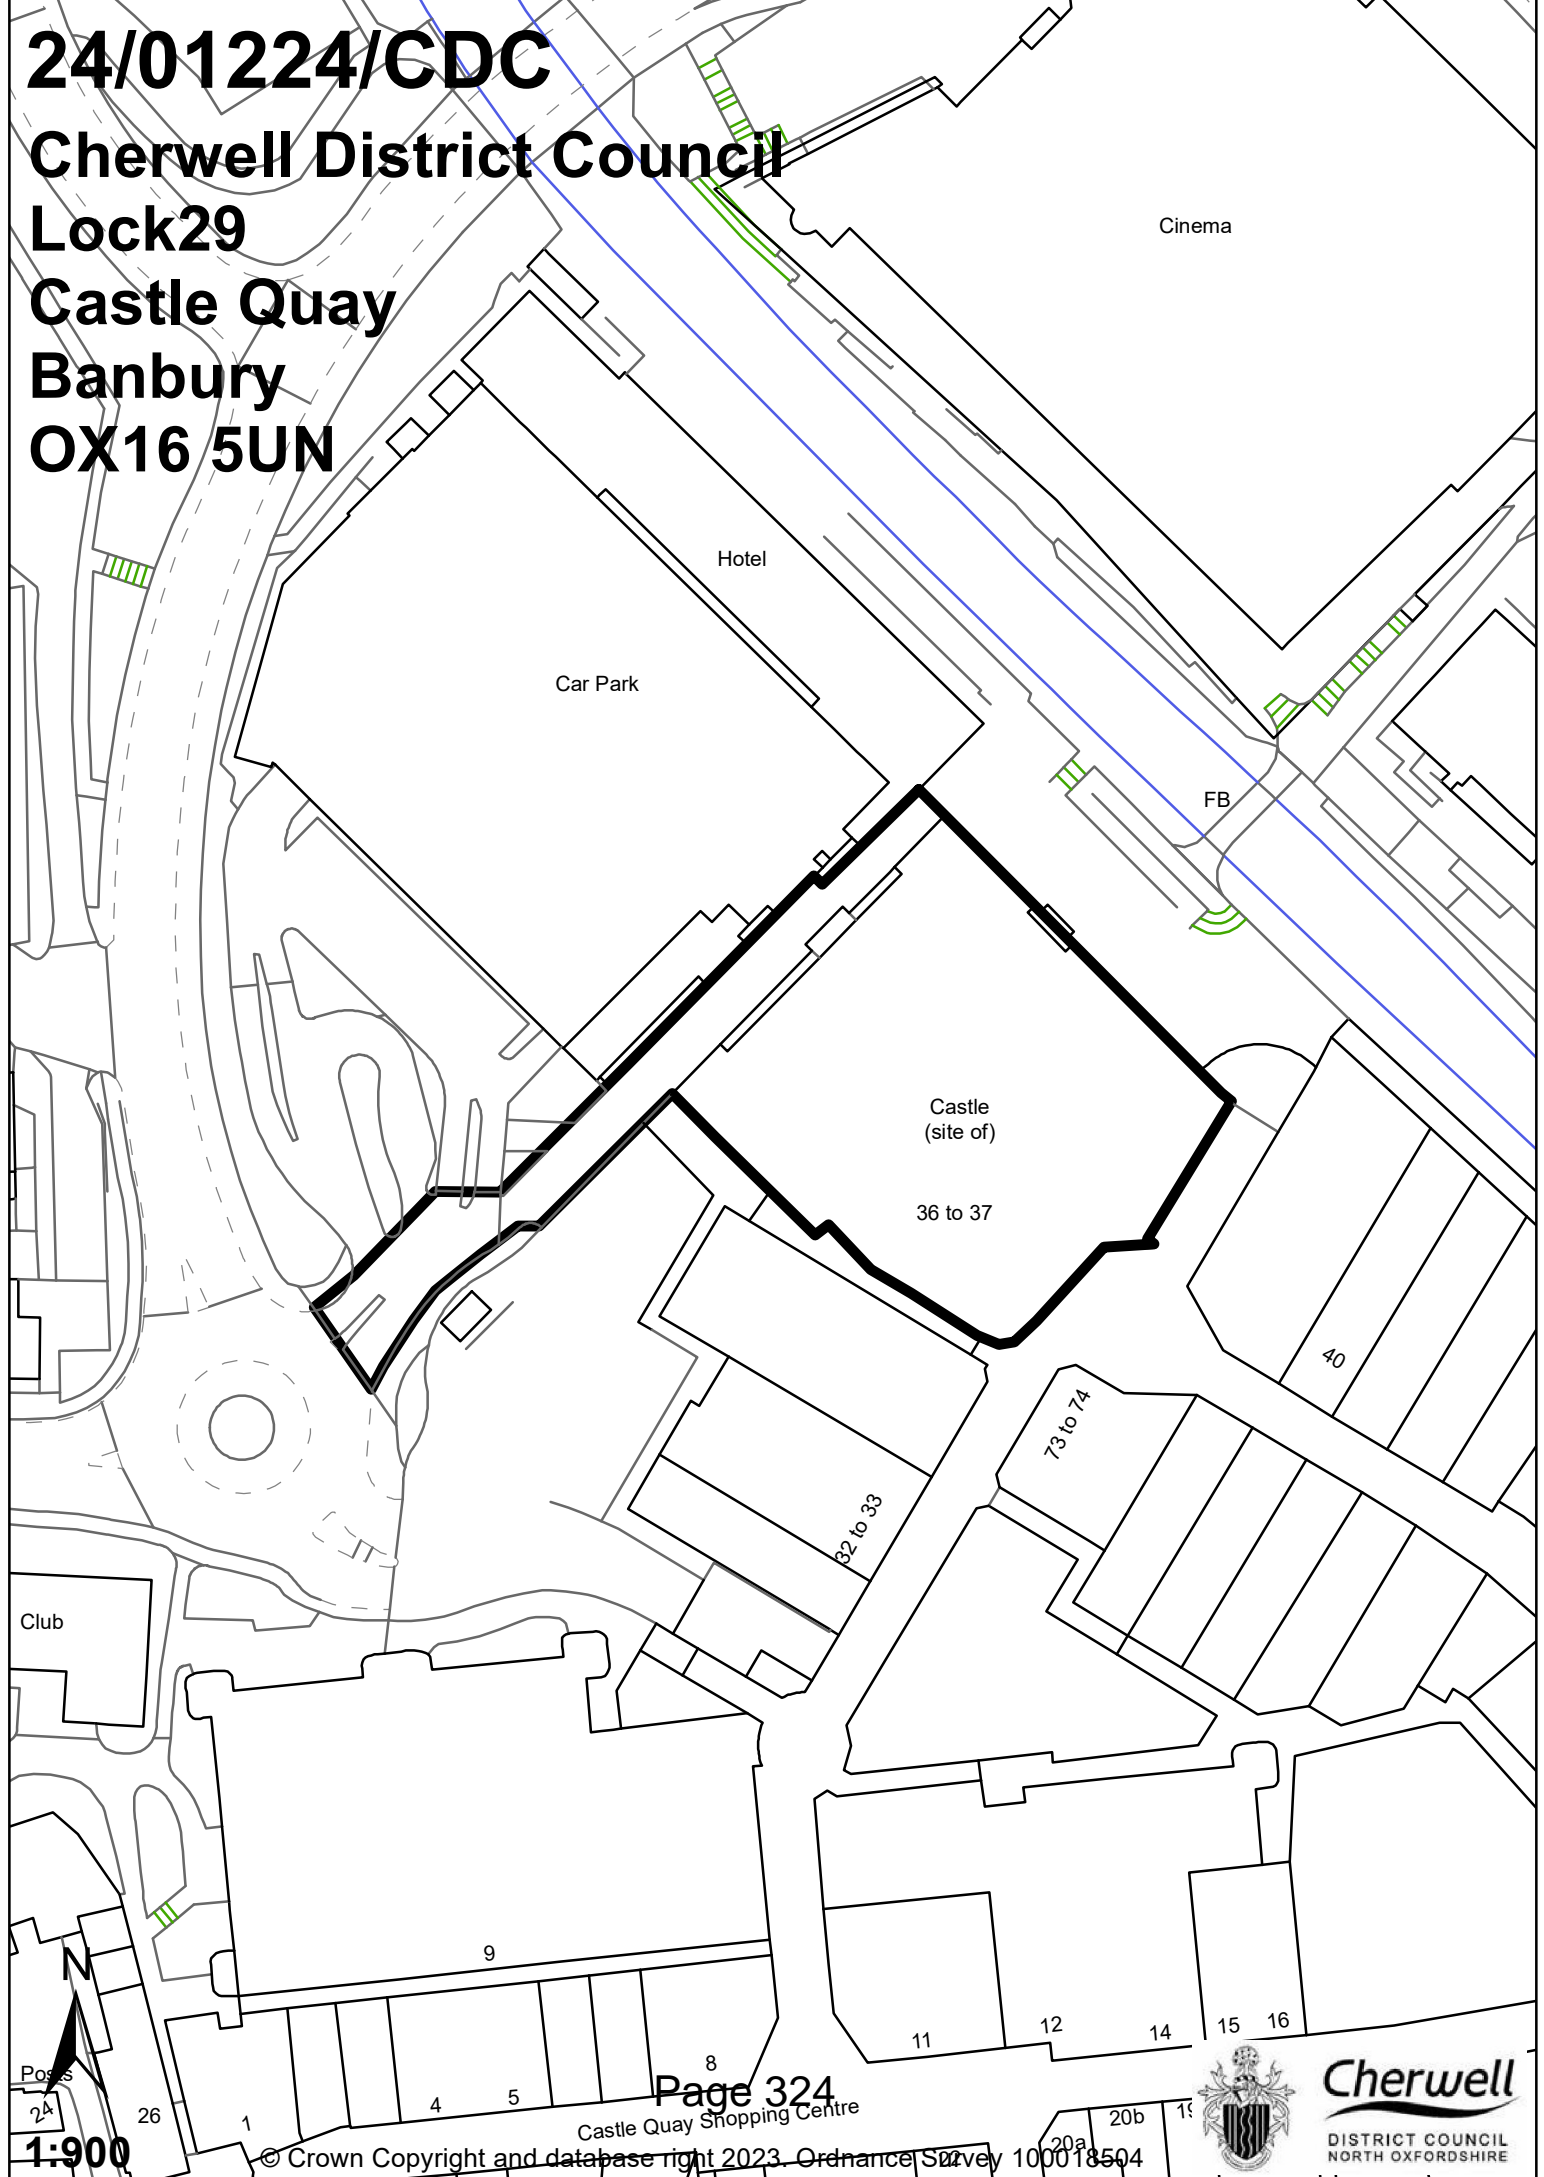 24/01224/CDC
Cherwell District Council
Lock29
Castle Quay
Banbury
OX16 5UN
Cinema
Hotel
Car Park
FB
Castle
(site of)
36 to 37
40
73 to 74
32 to 33
Club
9
N
Posts
24
26
1
4
5
8
11
12
14
15
16
20b
20a
22
Page 324
Castle Quay Shopping Centre
1:900
© Crown Copyright and database right 2023. Ordnance Survey 100018504
Cherwell
DISTRICT COUNCIL
NORTH OXFORDSHIRE